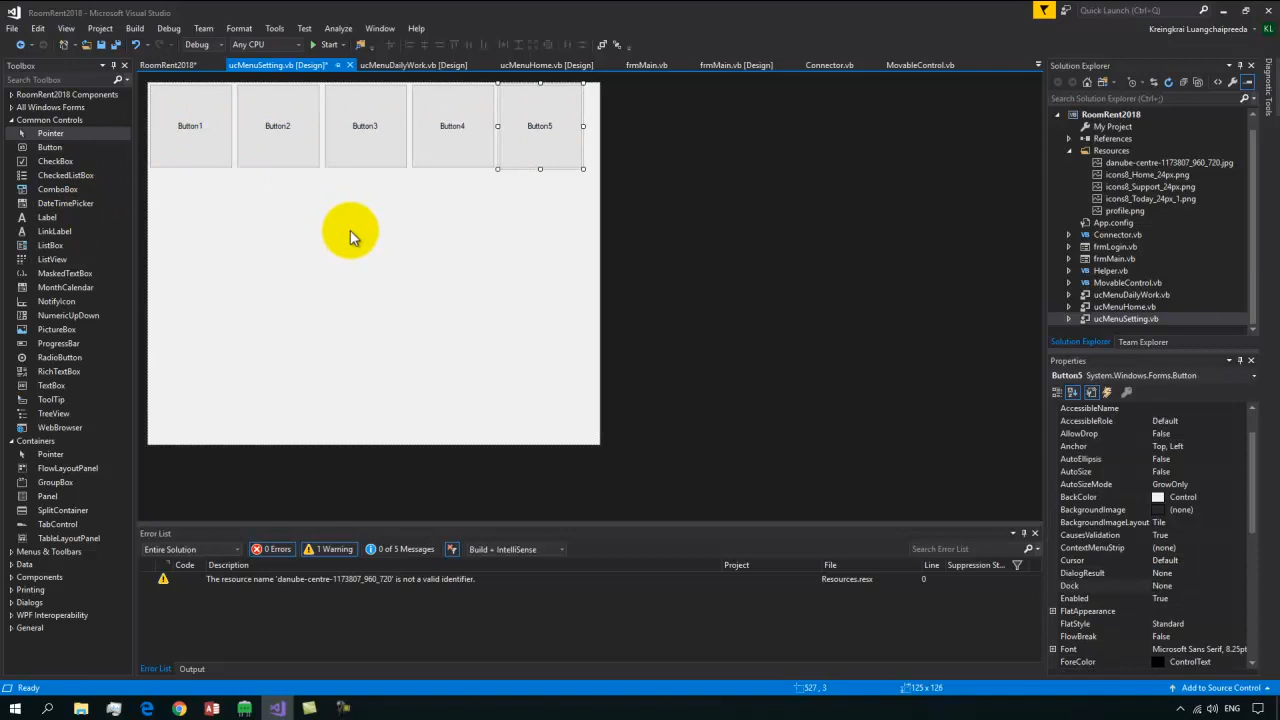 RoomRent2018 - Microsoft Visual Studio
Quick Launch (Ctrl+;)
File Edit View Project Build Debug Team Tools Test Analyze Window Help
Kreingkrai Luangchaipreeda KL
Debug Any CPU Start
Toolbox
Search Toolbox
RoomRent2018 Components
All Windows Forms
Common Controls
Pointer
Button
CheckBox
CheckedListBox
ComboBox
DateTimePicker
Label
LinkLabel
ListBox
ListView
MaskedTextBox
MonthCalendar
NotifyIcon
NumericUpDown
PictureBox
ProgressBar
RadioButton
RichTextBox
TextBox
ToolTip
TreeView
WebBrowser
Containers
Pointer
FlowLayoutPanel
GroupBox
Panel
SplitContainer
TabControl
TableLayoutPanel
Menus & Toolbars
Data
Components
Printing
Dialogs
WPF Interoperability
General
RoomRent2018* ucMenuSetting.vb [Design]* ucMenuDailyWork.vb [Design] ucMenuHome.vb [Design] frmMain.vb frmMain.vb [Design] Connector.vb MovableControl.vb
Button1 Button2 Button3 Button4 Button5
Error List
Entire Solution 0 Errors 1 Warning 0 of 5 Messages Build + IntelliSense Search Error List
Code Description Project File Line Suppression St...
The resource name 'danube-centre-1173807_960_720' is not a valid identifier. Resources.resx 0
Error List Output
Solution Explorer
Search Solution Explorer (Ctrl+;)
RoomRent2018
My Project
References
Resources
danube-centre-1173807_960_720.jpg
icons8_Home_24px.png
icons8_Support_24px.png
icons8_Today_24px_1.png
profile.png
App.config
Connector.vb
frmLogin.vb
frmMain.vb
Helper.vb
MovableControl.vb
ucMenuDailyWork.vb
ucMenuHome.vb
ucMenuSetting.vb
Solution Explorer Team Explorer
Properties
Button5 System.Windows.Forms.Button
AccessibleName
AccessibleRole Default
AllowDrop False
Anchor Top, Left
AutoEllipsis False
AutoSize False
AutoSizeMode GrowOnly
BackColor Control
BackgroundImage (none)
BackgroundImageLayout Tile
CausesValidation True
ContextMenuStrip (none)
Cursor Default
DialogResult None
Dock None
Enabled True
FlatAppearance
FlatStyle Standard
FlowBreak False
Font Microsoft Sans Serif, 8.25pt
ForeColor ControlText
Diagnostic Tools
Ready 527, 3 125 x 126 Add to Source Control
ENG